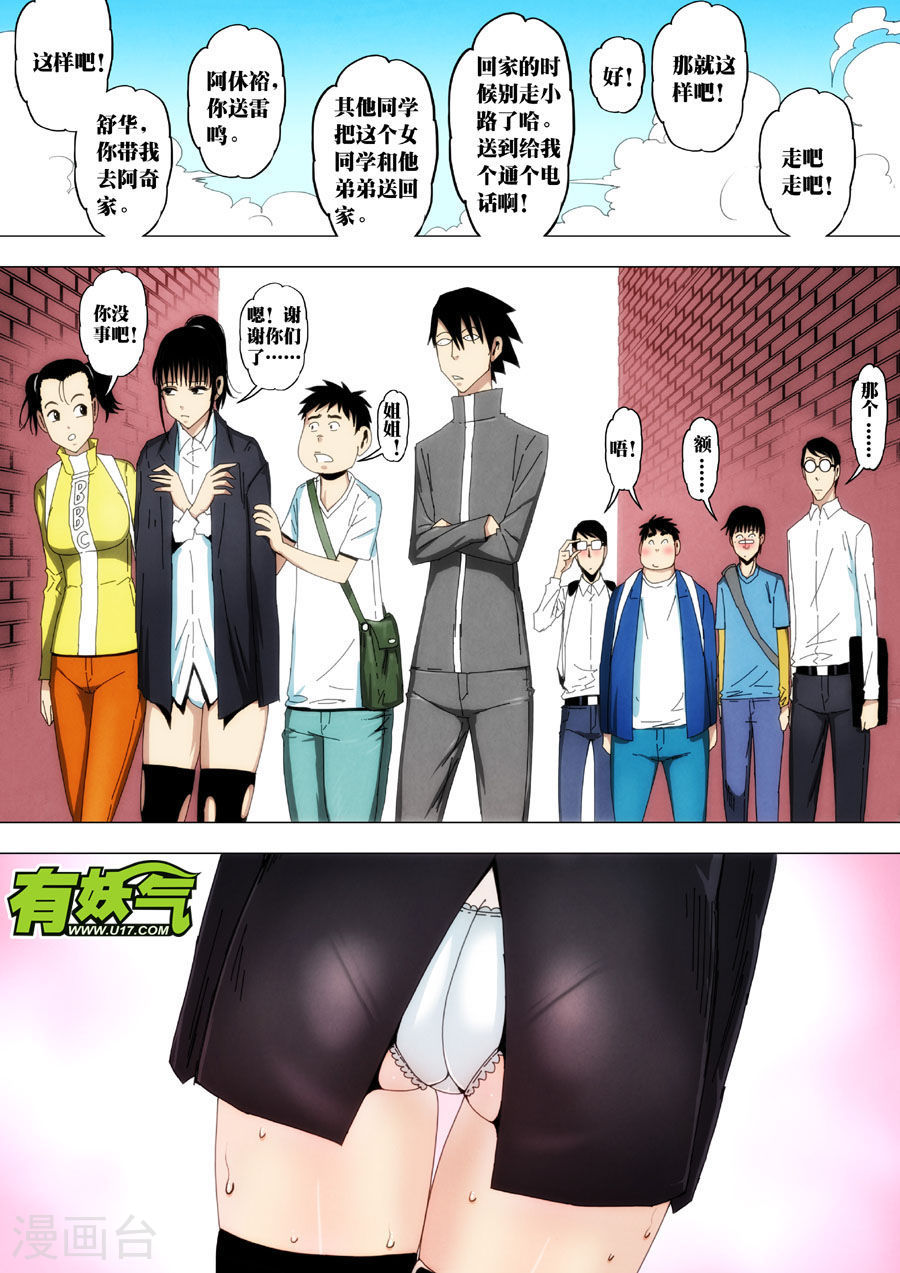 这样吧！
舒华，
你带我
去阿奇
家。
阿休裕，
你送雷
鸣。
其他同学
把这个女
同学和他
弟弟送回
家。
回家的时
候别走小
路了哈。
送到给我
个通个电
话啊！
好！
那就这
样吧！
走吧
走吧！
你没
事吧！
嗯！谢
谢你们
了……
姐姐！
唔！
额……
那个……
BBC
有妖气
WWW.U17.COM
漫画台